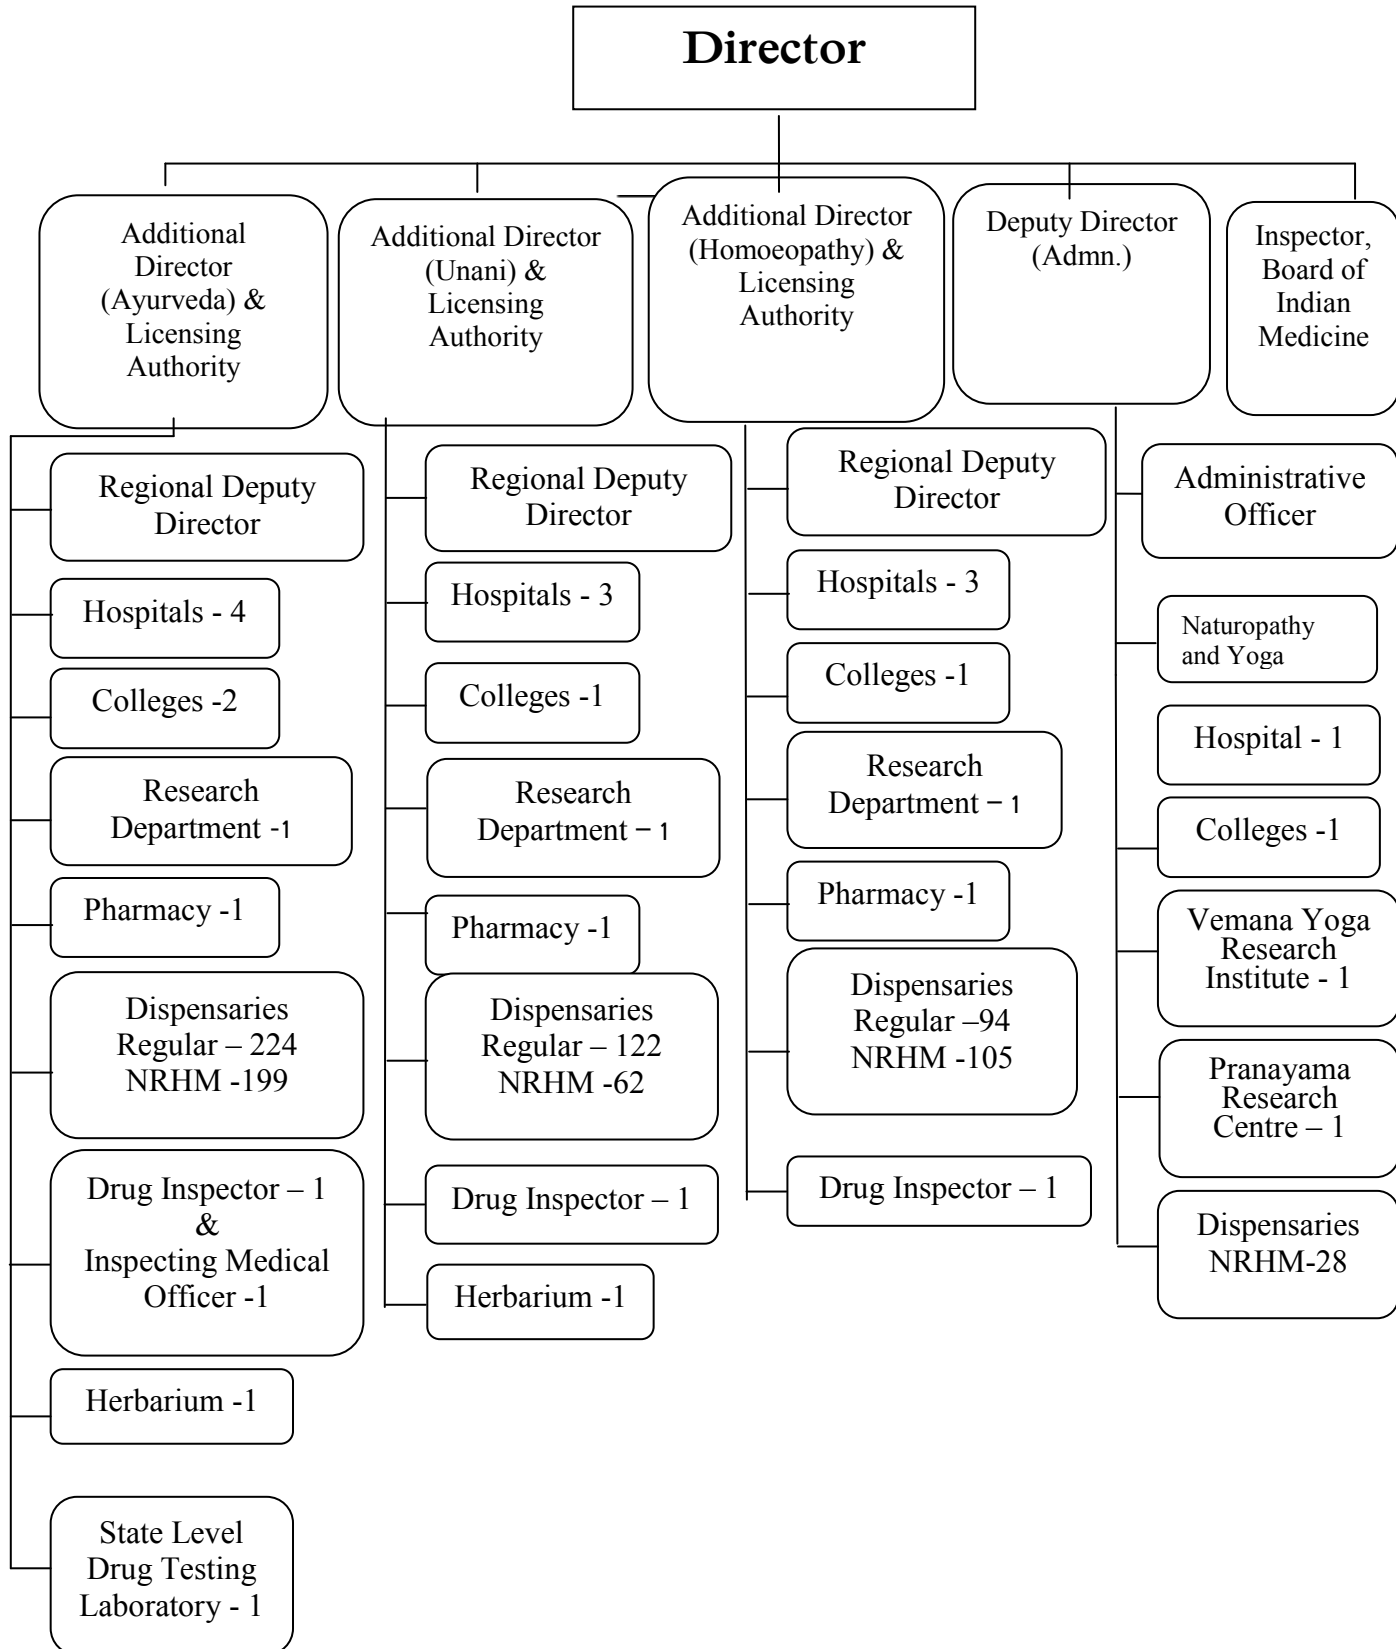 Director
Additional
Director
(Ayurveda) &
Licensing
Authority
Additional Director
(Unani) &
Licensing
Authority
Additional Director
(Homoeopathy) &
Licensing
Authority
Deputy Director
(Admn.)
Inspector,
Board of
Indian
Medicine
Regional Deputy
Director
Hospitals - 4
Colleges -2
Research
Department -1
Pharmacy -1
Dispensaries
Regular – 224
NRHM -199
Drug Inspector – 1
&
Inspecting Medical
Officer -1
Herbarium -1
State Level
Drug Testing
Laboratory - 1
Regional Deputy
Director
Hospitals - 3
Colleges -1
Research
Department – 1
Pharmacy -1
Dispensaries
Regular – 122
NRHM -62
Drug Inspector – 1
Herbarium -1
Regional Deputy
Director
Hospitals - 3
Colleges -1
Research
Department – 1
Pharmacy -1
Dispensaries
Regular –94
NRHM -105
Drug Inspector – 1
Administrative
Officer
Naturopathy
and Yoga
Hospital - 1
Colleges -1
Vemana Yoga
Research
Institute - 1
Pranayama
Research
Centre – 1
Dispensaries
NRHM-28